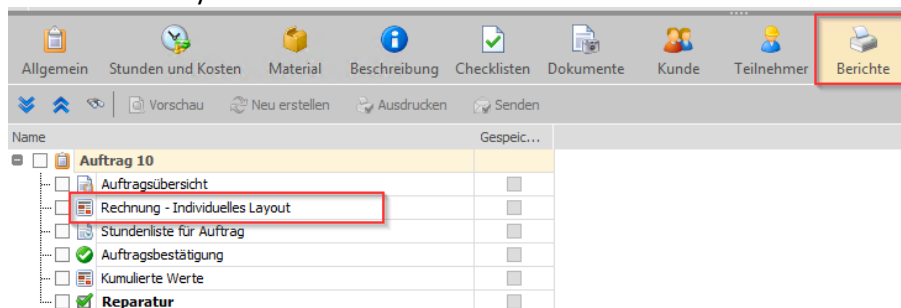 Allgemein Stunden und Kosten Material Beschreibung Checklisten Dokumente Kunde Teilnehmer Berichte
Vorschau Neu erstellen Ausdrucken Senden
Name Gespeic...
Auftrag 10
Auftragsübersicht
Rechnung - Individuelles Layout
Stundenliste für Auftrag
Auftragsbestätigung
Kumulierte Werte
Reparatur